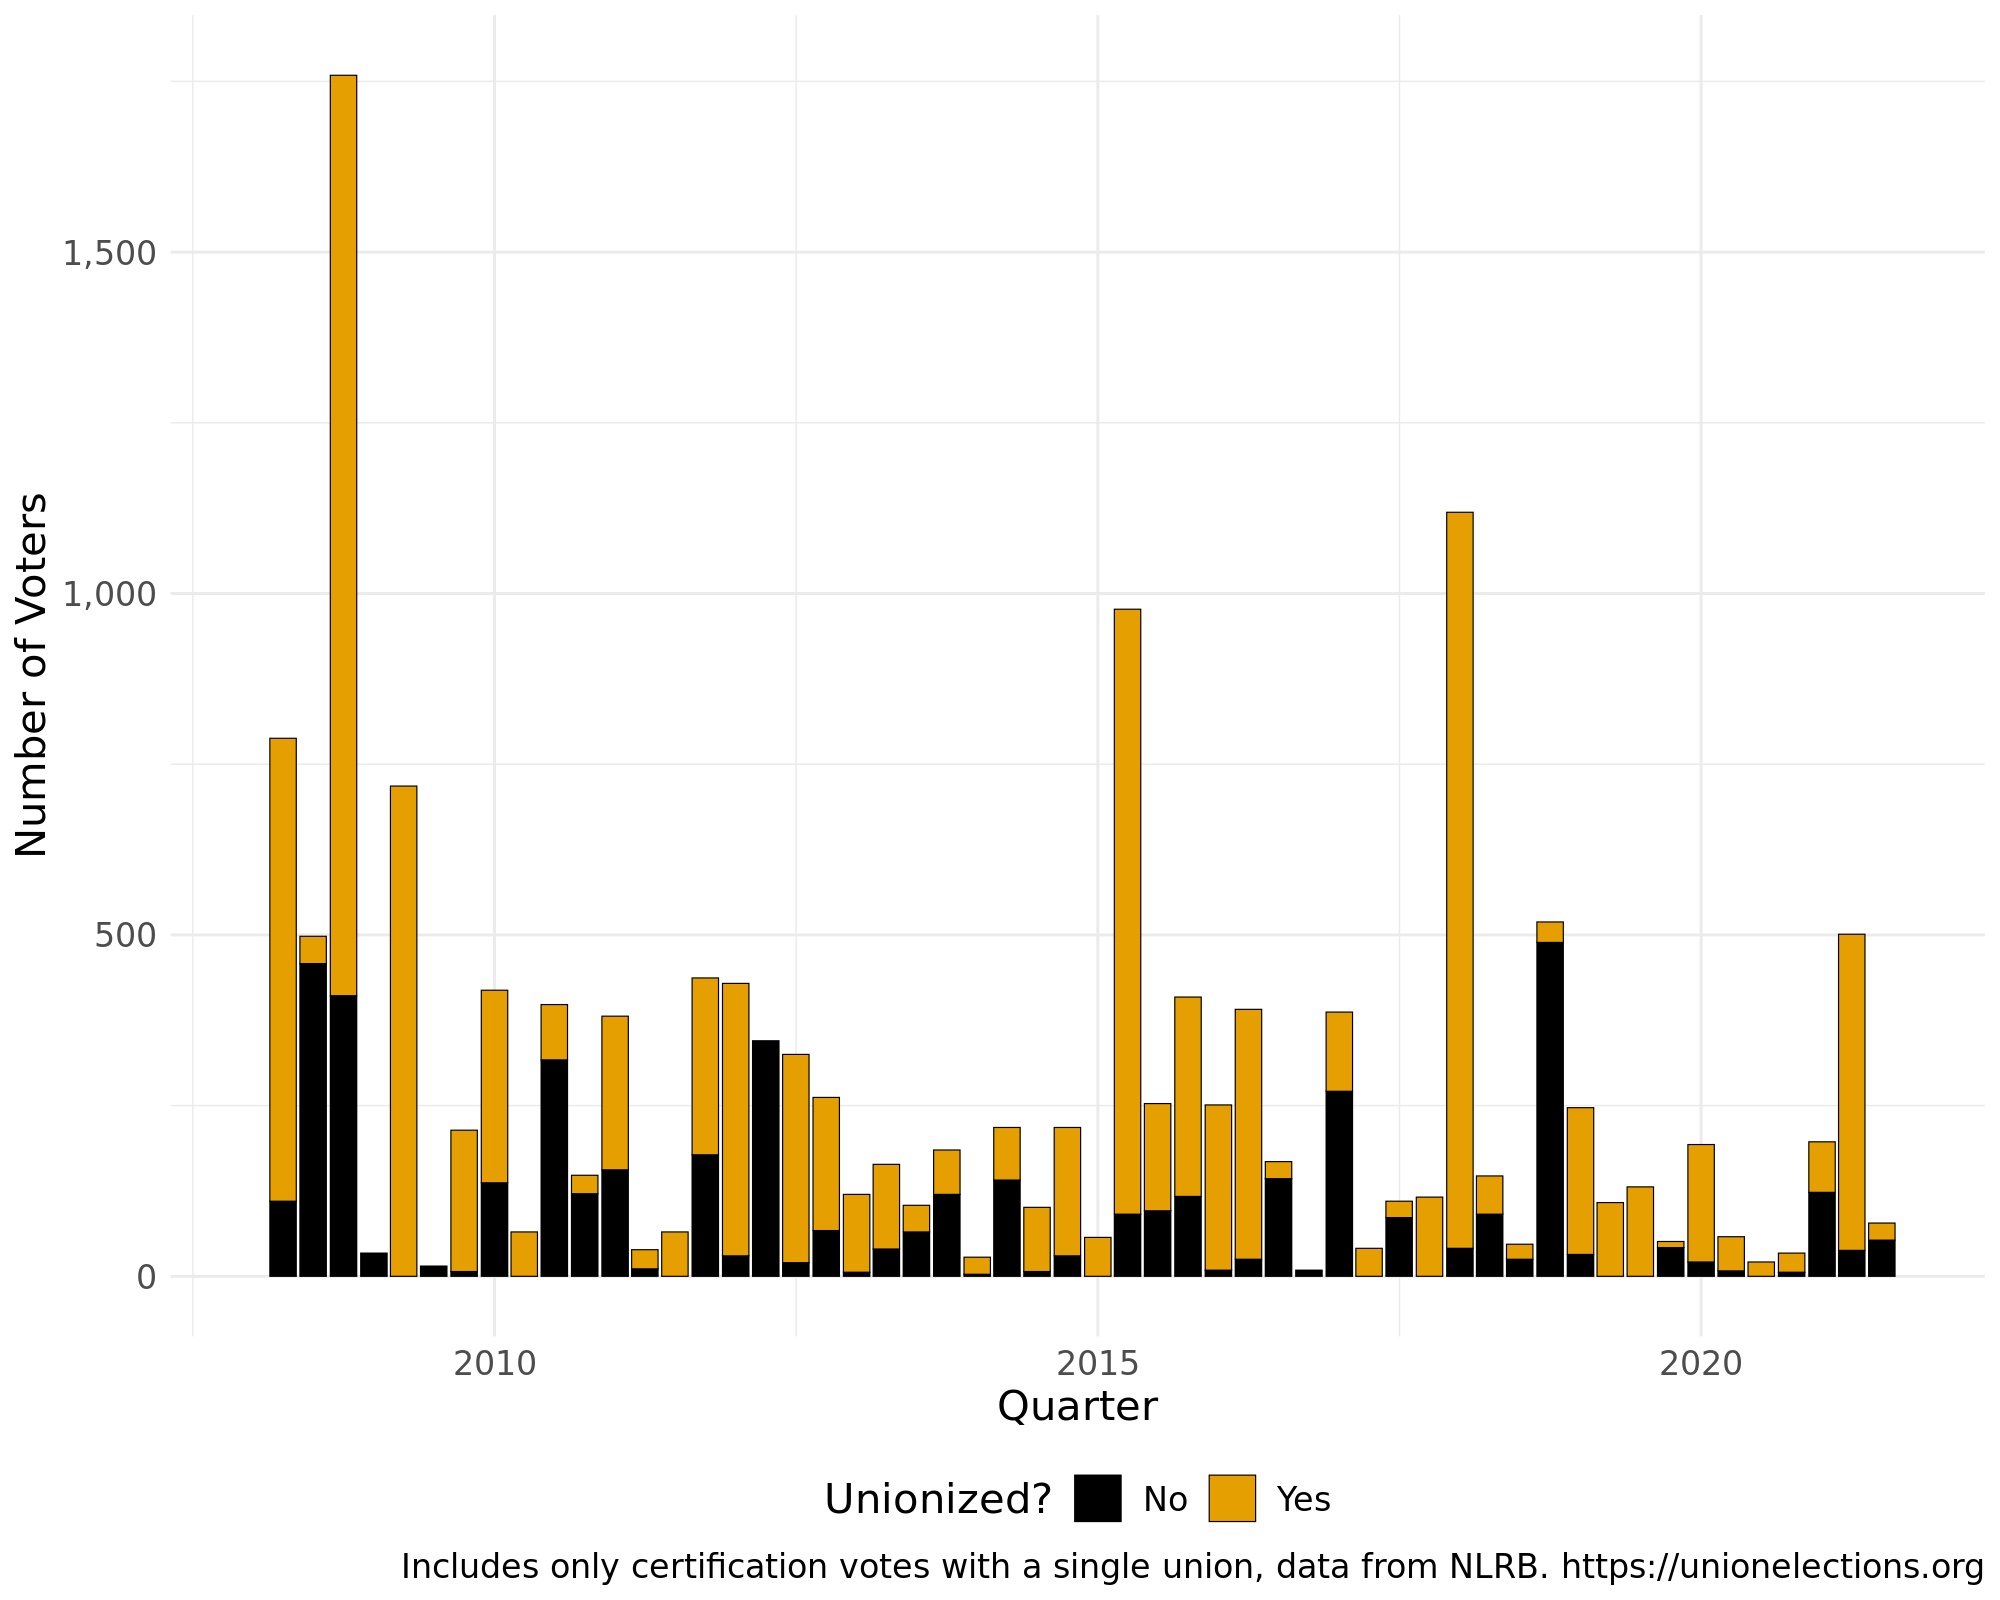 1,500
1,000
500
0
Number of Voters
2010 2015 2020
Quarter
Unionized? No Yes
Includes only certification votes with a single union, data from NLRB. https://unionelections.org